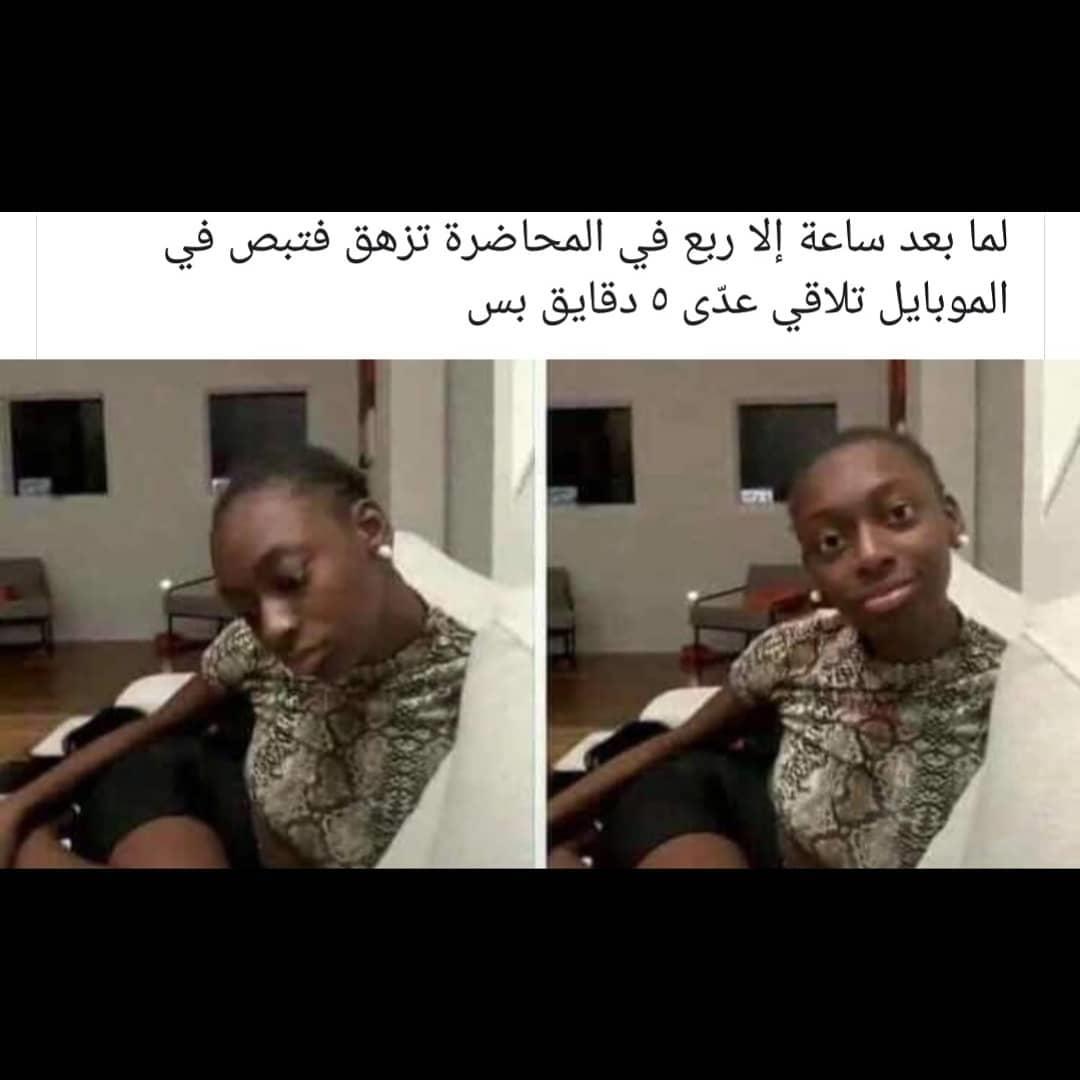 لما بعد ساعة إلا ربع في المحاضرة تزهق فتبص في
الموبايل تلاقي عدّى ٥ دقايق بس